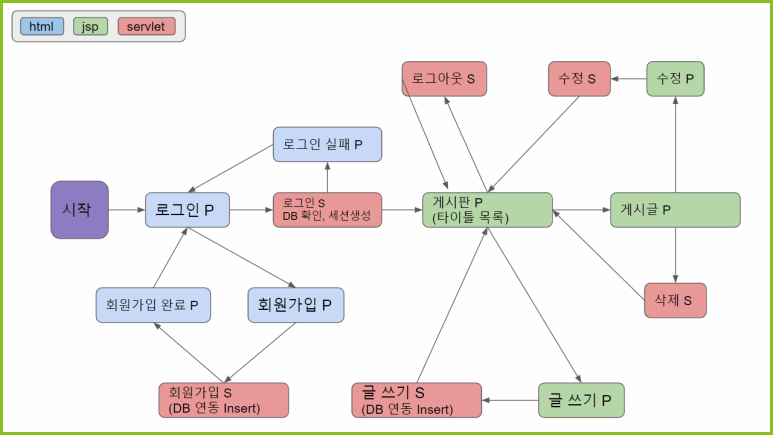 html
jsp
servlet
로그아웃 S
수정 S
수정 P
로그인 실패 P
시작
로그인 P
로그인 S
DB 확인, 세션생성
게시판 P
(타이틀 목록)
게시글 P
회원가입 완료 P
회원가입 P
삭제 S
회원가입 S
(DB 연동 Insert)
글 쓰기 S
(DB 연동 Insert)
글 쓰기 P